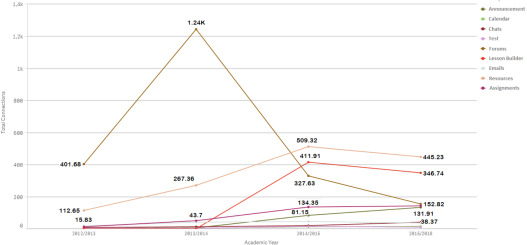 1.4k
1.2k
1k
800
600
400
200
0
Total Connections
1.24K
401.68
112.65
15.83
267.36
43.7
509.32
411.91
327.63
134.35
81.15
445.23
346.74
152.82
131.91
38.37
2012/2013
2013/2014
2014/2015
2015/2016
Academic Year
Announcement
Calendar
Chats
Test
Forums
Lesson Builder
Emails
Resources
Assignments